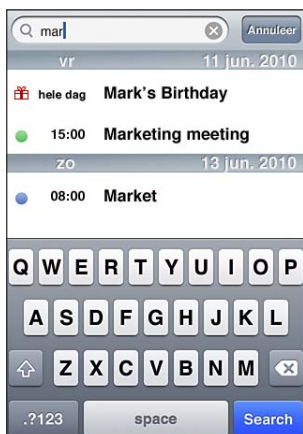 mar Annuleer
vr 11 jun. 2010
hele dag Mark's Birthday
15:00 Marketing meeting
zo 13 jun. 2010
08:00 Market
Q W E R T Y U I O P
A S D F G H J K L
Z X C V B N M
.?123 space Search